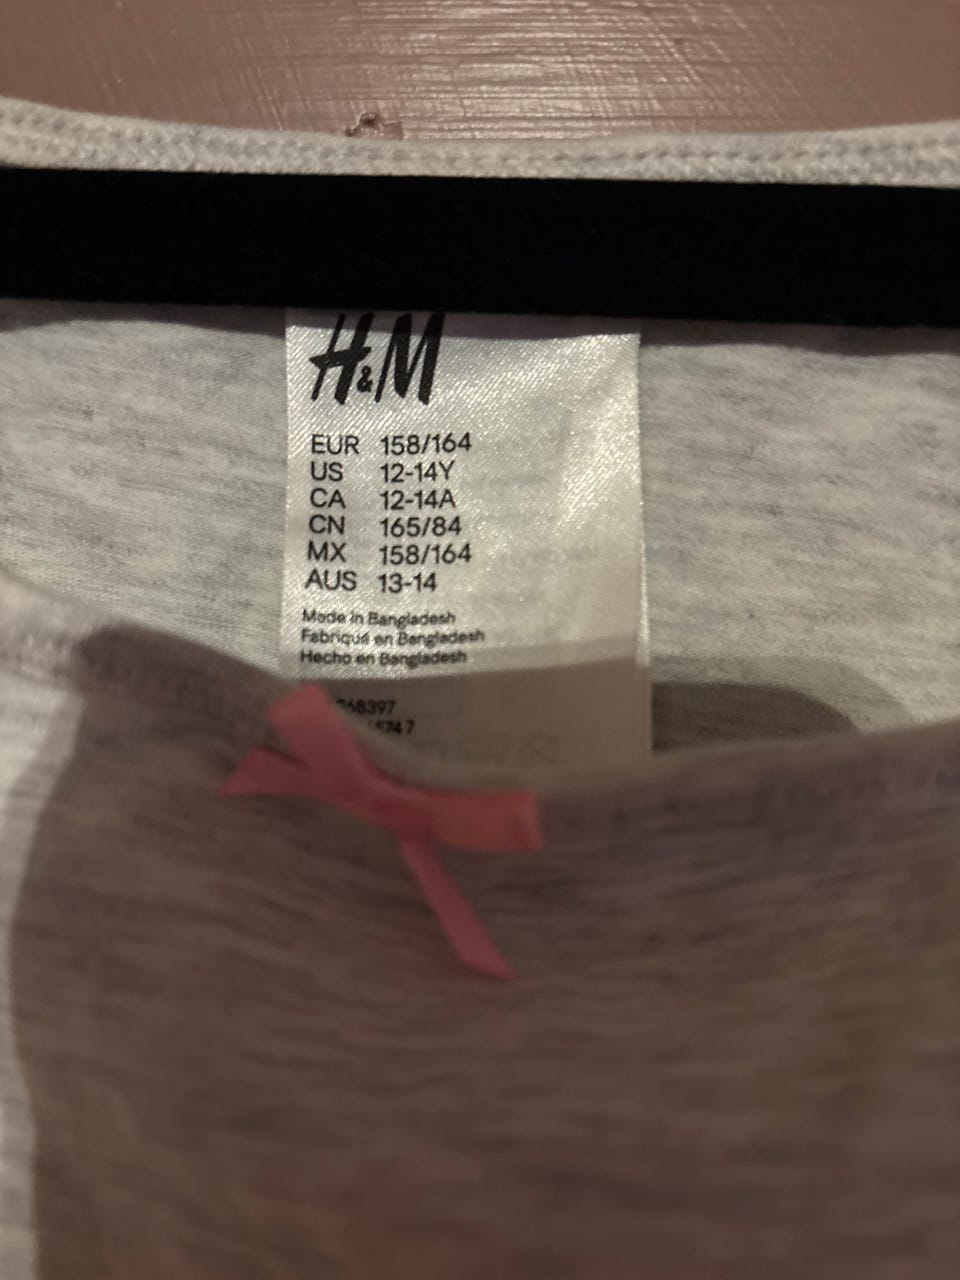 H&M
EUR 158/164
US 12-14Y
CA 12-14A
CN 165/84
MX 158/164
AUS 13-14
Made in Bangladesh
Fabriqué en Bangladesh
Hecho en Bangladesh
68397